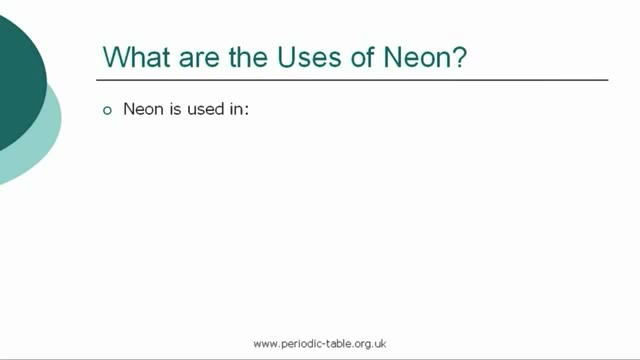 What are the Uses of Neon?
Neon is used in:
www.periodic-table.org.uk